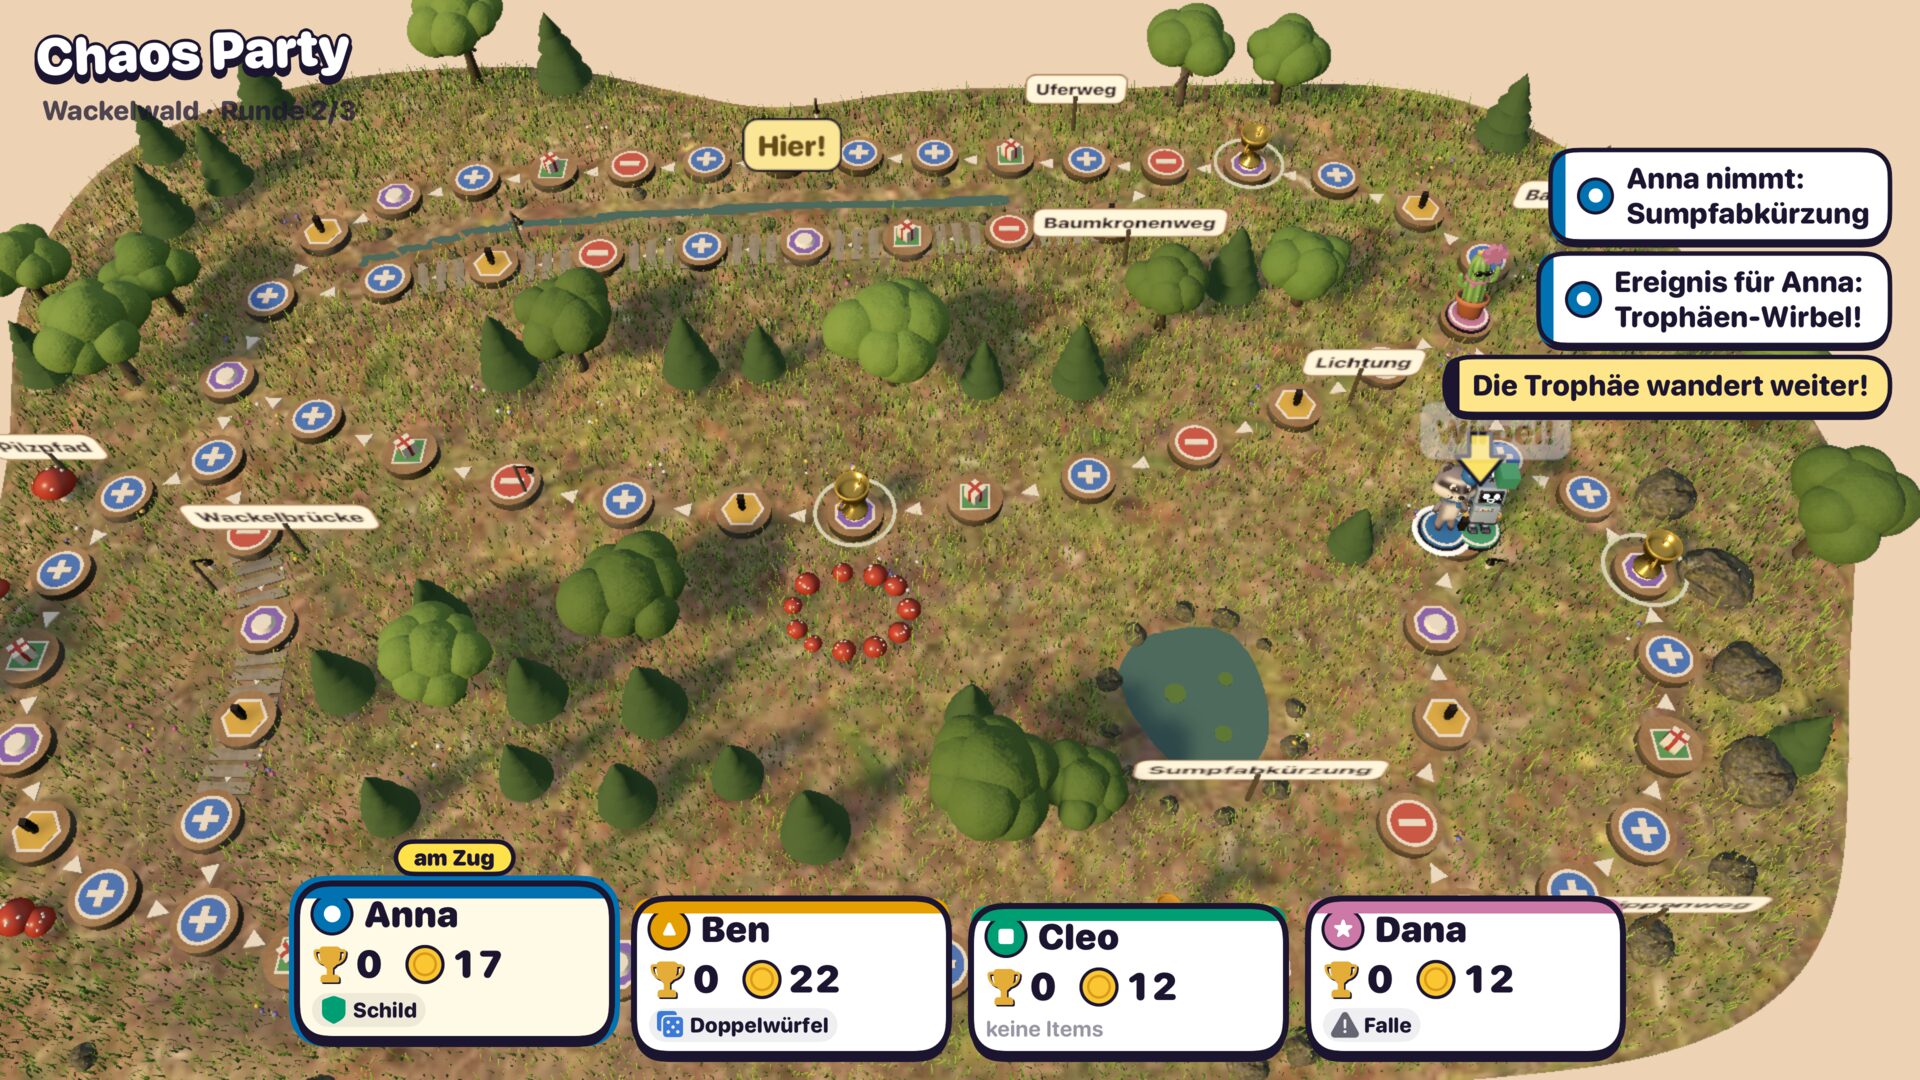 Chaos Party
Wackelwald · Runde 2/3
Uferweg
Hier!
Anna nimmt:
Sumpfabkürzung
Baumkronenweg
Ereignis für Anna:
Trophäen-Wirbel!
Lichtung
Die Trophäe wandert weiter!
Wirbel!
Pilzpfad
Wackelbrücke
Sumpfabkürzung
am Zug
Anna
0 17
Schild
Ben
0 22
Doppelwürfel
Cleo
0 12
keine Items
Dana
0 12
Falle